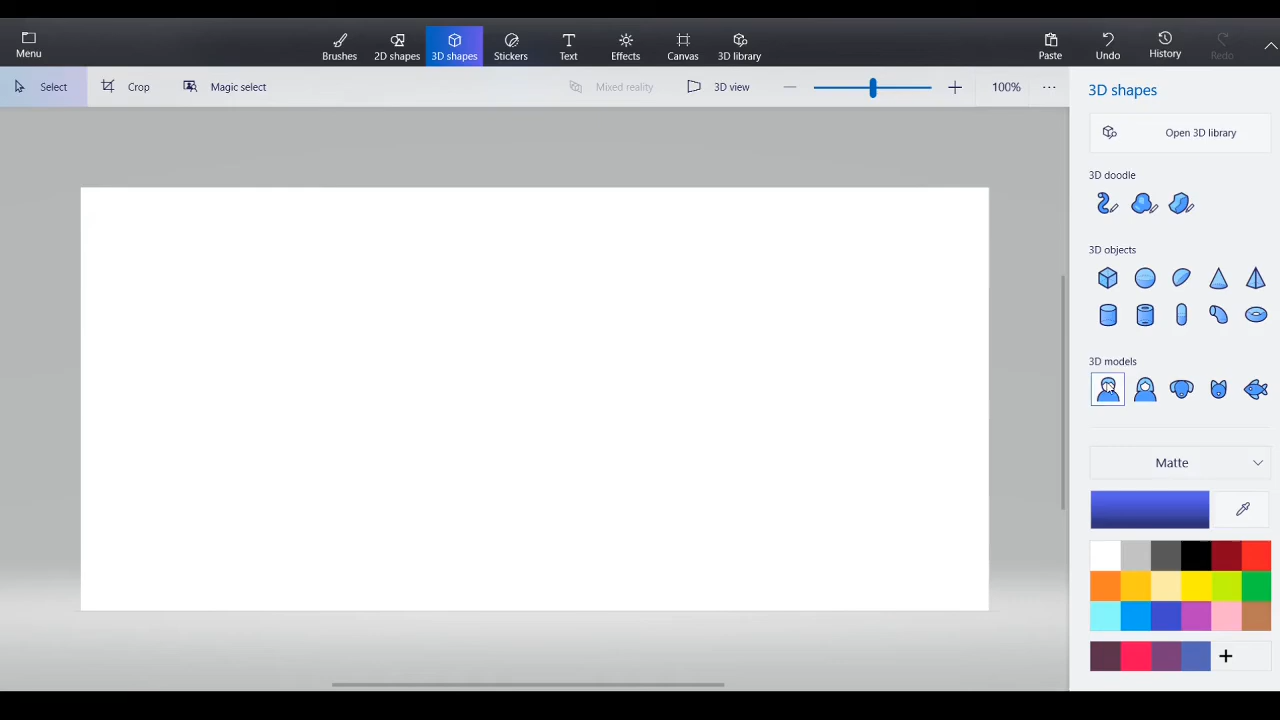 Menu
Brushes
2D shapes
3D shapes
Stickers
Text
Effects
Canvas
3D library
Paste
Undo
History
Redo
Select
Crop
Magic select
Mixed reality
3D view
100%
3D shapes
Open 3D library
3D doodle
3D objects
3D models
Matte